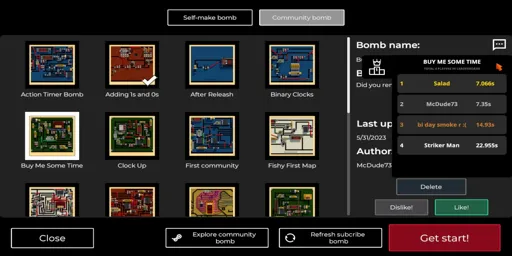 Self-make bomb
Community bomb
Action Timer Bomb
Adding 1s and 0s
After Releash
Binary Clocks
Buy Me Some Time
Clock Up
First community
Fishy First Map
Bomb name:
Did you rer
Last up
5/31/2023
Author
McDude73
BUY ME SOME TIME
1 Salad 7.066s
2 McDude73 7.35s
3 bl day smoke r :( 14.93s
4 Striker Man 22.955s
Delete
Dislike!
Like!
Close
Explore community
bomb
Refresh subcribe
bomb
Get start!